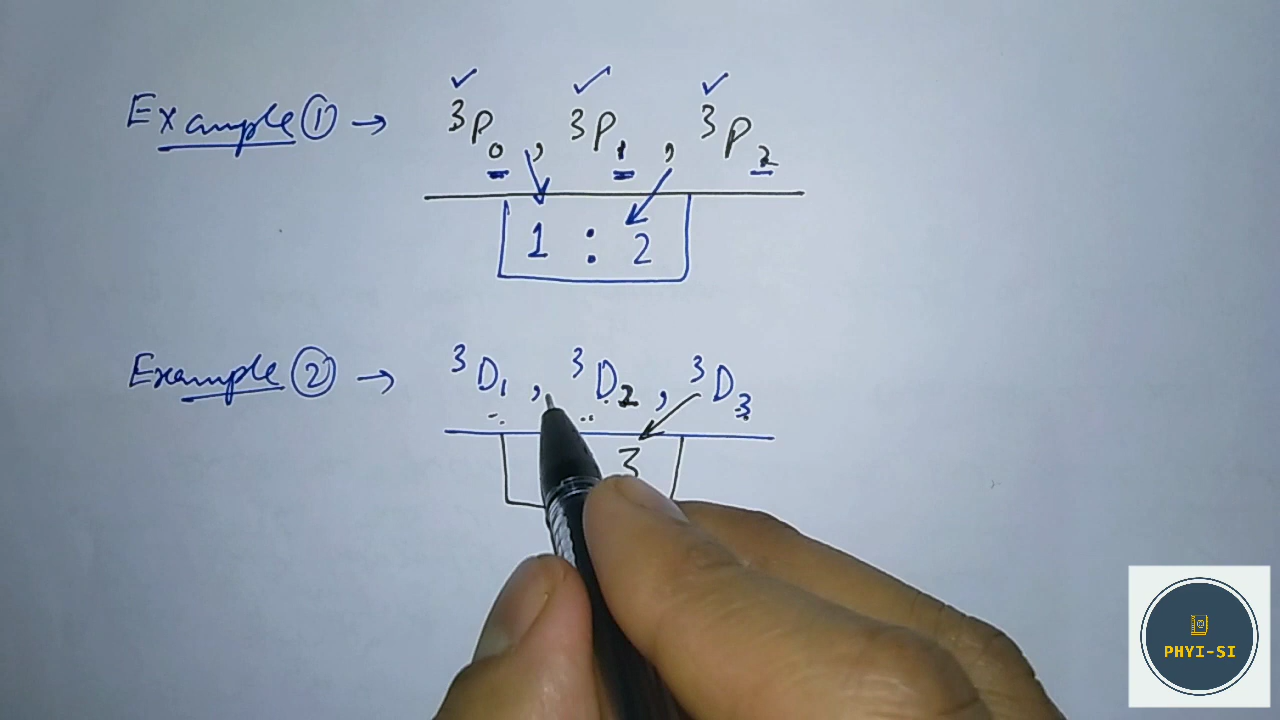 Example ① → ³P₀ , ³P₁ , ³P₂
1 : 2
Example ② → ³D₁ , ³D₂ , ³D₃
3
PHYI-SI